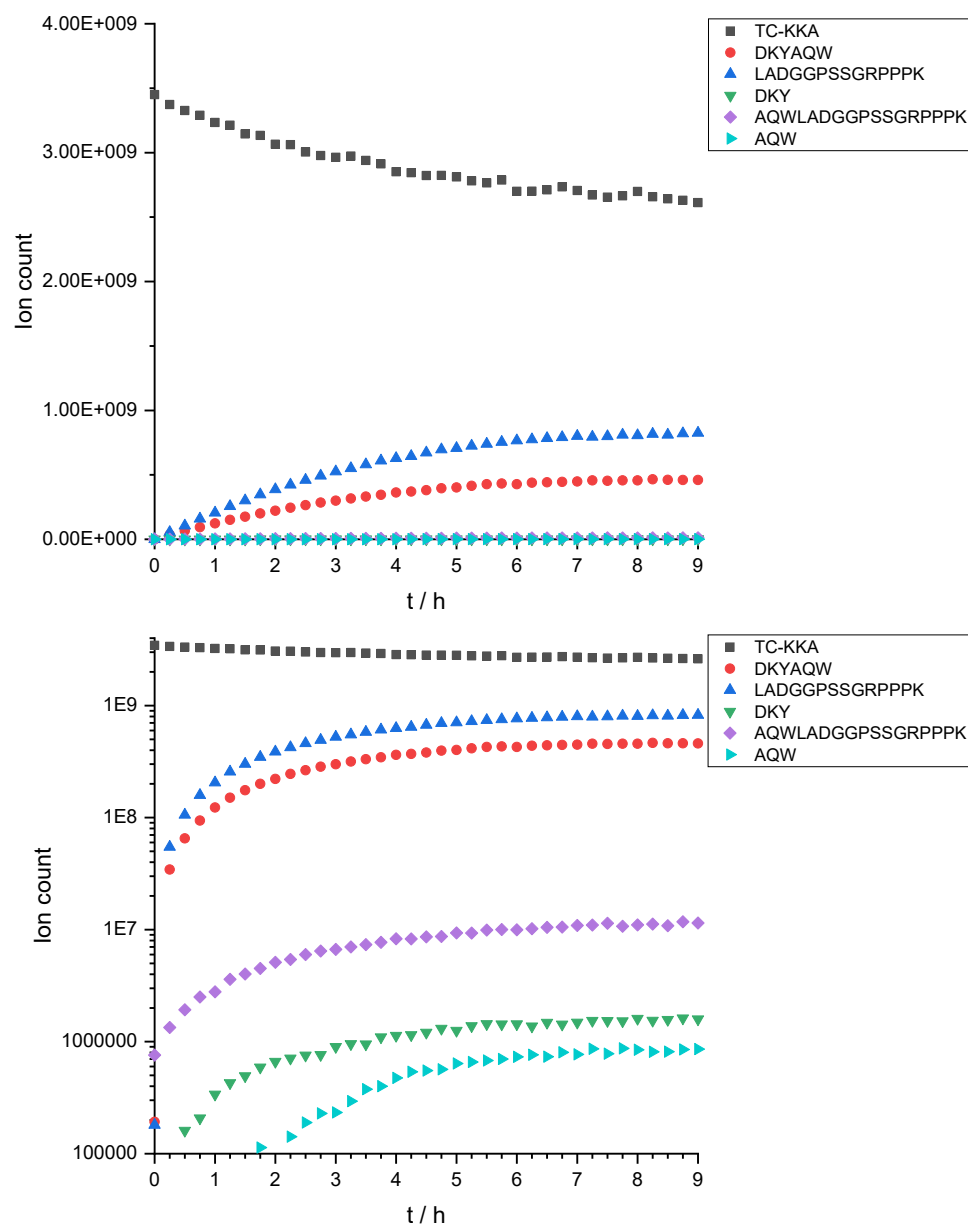 4.00E+009
3.00E+009
2.00E+009
1.00E+009
0.00E+000
Ion count
0 1 2 3 4 5 6 7 8 9
t / h
TC-KKA
DKYAQW
LADGGPSSGRPPPK
DKY
AQWLADGGPSSGRPPPK
AQW
1E9
1E8
1E7
1000000
100000
Ion count
0 1 2 3 4 5 6 7 8 9
t / h
TC-KKA
DKYAQW
LADGGPSSGRPPPK
DKY
AQWLADGGPSSGRPPPK
AQW